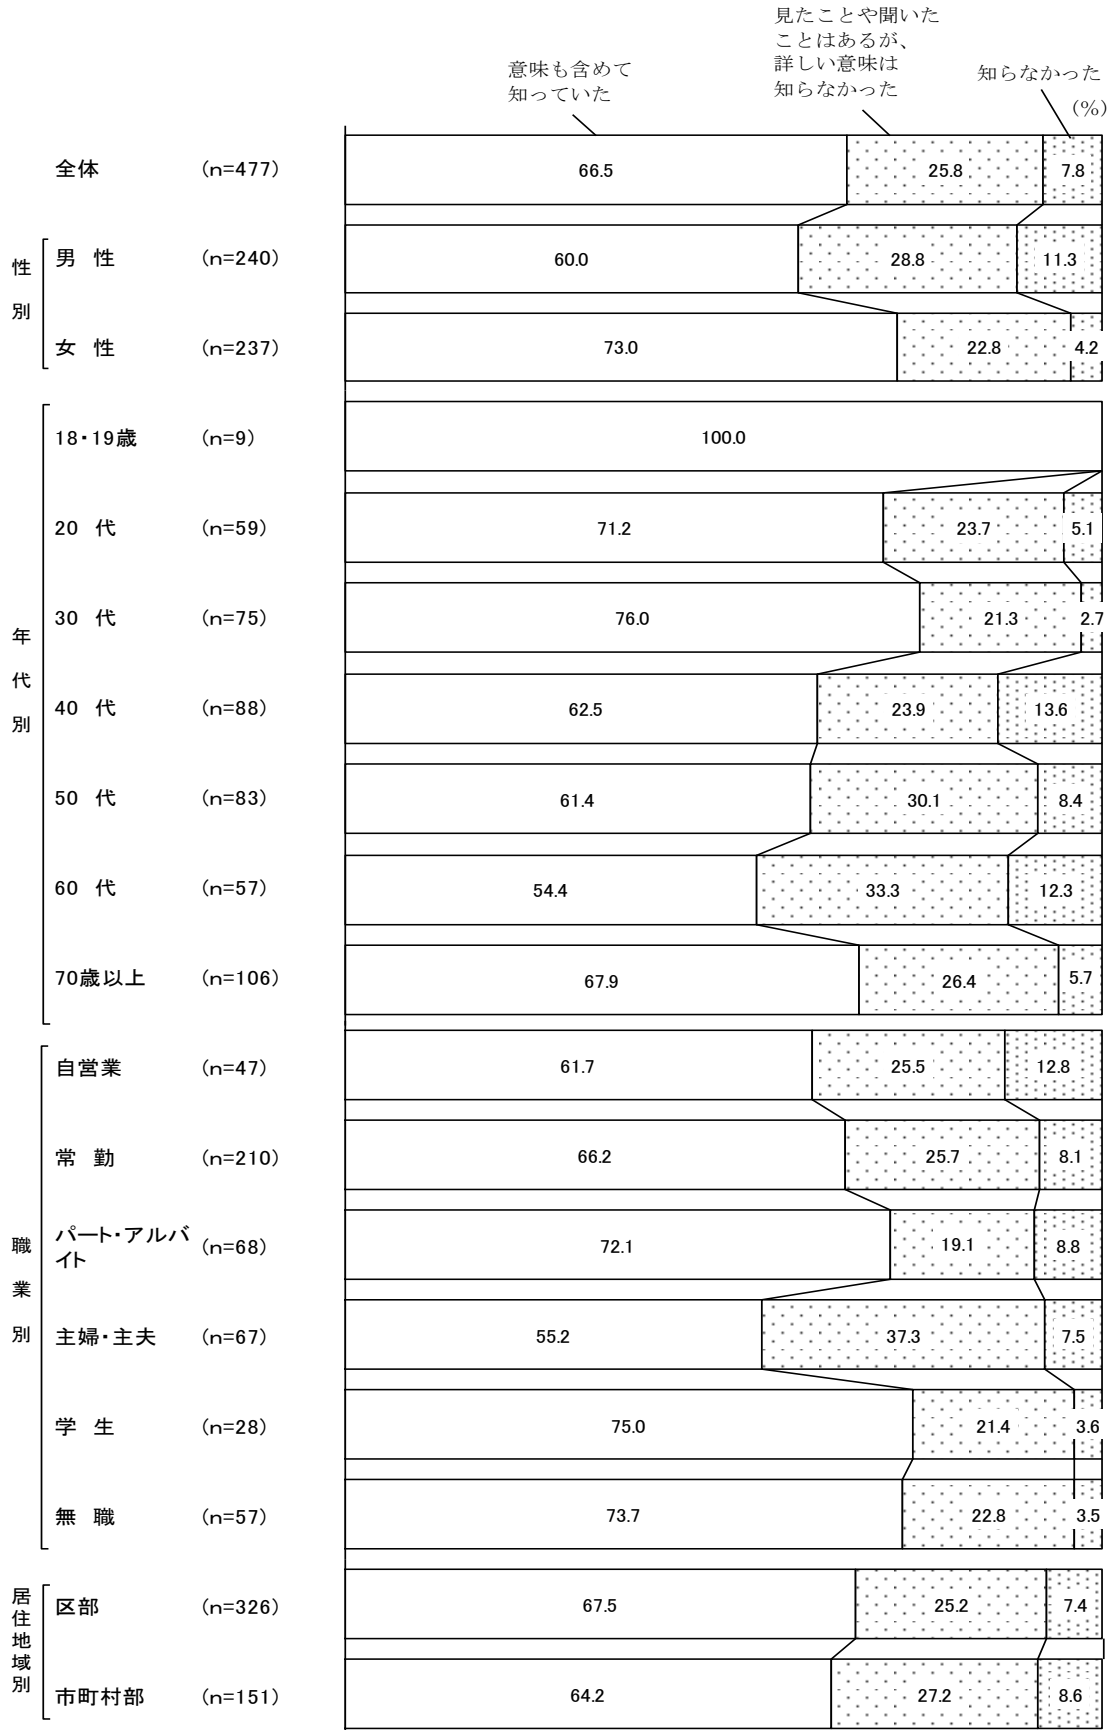 見たことや聞いた
ことはあるが、
詳しい意味は
知らなかった
意味も含めて
知っていた
知らなかった
(%)
全体 (n=477) 66.5 25.8 7.8
性別
男 性 (n=240) 60.0 28.8 11.3
女 性 (n=237) 73.0 22.8 4.2
年代別
18・19歳 (n=9) 100.0
20 代 (n=59) 71.2 23.7 5.1
30 代 (n=75) 76.0 21.3 2.7
40 代 (n=88) 62.5 23.9 13.6
50 代 (n=83) 61.4 30.1 8.4
60 代 (n=57) 54.4 33.3 12.3
70歳以上 (n=106) 67.9 26.4 5.7
職業別
自営業 (n=47) 61.7 25.5 12.8
常 勤 (n=210) 66.2 25.7 8.1
パート・アルバ
イト (n=68) 72.1 19.1 8.8
主婦・主夫 (n=67) 55.2 37.3 7.5
学 生 (n=28) 75.0 21.4 3.6
無 職 (n=57) 73.7 22.8 3.5
居住地域別
区部 (n=326) 67.5 25.2 7.4
市町村部 (n=151) 64.2 27.2 8.6